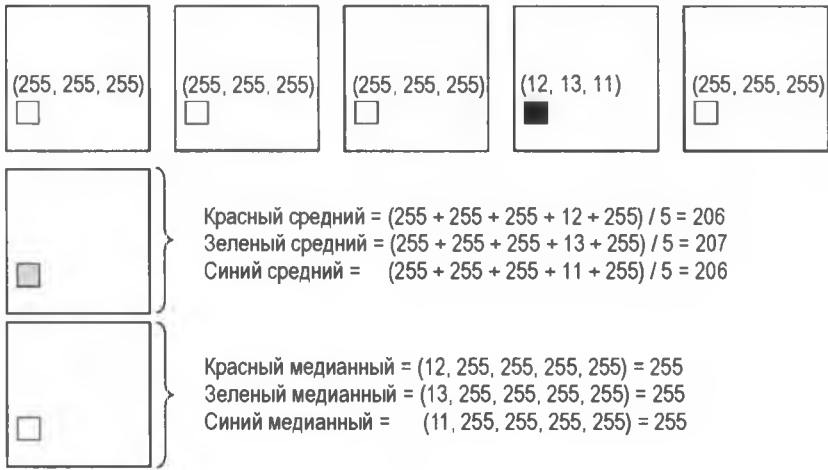 (255, 255, 255) (255, 255, 255) (255, 255, 255) (12, 13, 11) (255, 255, 255)
Красный средний = (255 + 255 + 255 + 12 + 255) / 5 = 206
Зеленый средний = (255 + 255 + 255 + 13 + 255) / 5 = 207
Синий средний = (255 + 255 + 255 + 11 + 255) / 5 = 206
Красный медианный = (12, 255, 255, 255, 255) = 255
Зеленый медианный = (13, 255, 255, 255, 255) = 255
Синий медианный = (11, 255, 255, 255, 255) = 255